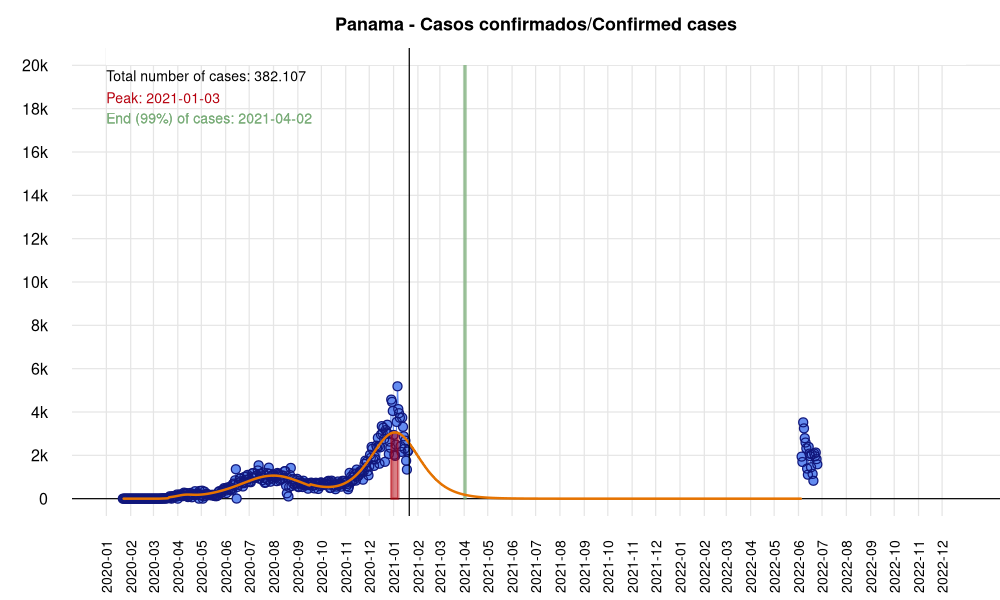 Panama - Casos confirmados/Confirmed cases
Total number of cases: 382.107
Peak: 2021-01-03
End (99%) of cases: 2021-04-02
20k
18k
16k
14k
12k
10k
8k
6k
4k
2k
0
2020-01
2020-02
2020-03
2020-04
2020-05
2020-06
2020-07
2020-08
2020-09
2020-10
2020-11
2020-12
2021-01
2021-02
2021-03
2021-04
2021-05
2021-06
2021-07
2021-08
2021-09
2021-10
2021-11
2021-12
2022-01
2022-02
2022-03
2022-04
2022-05
2022-06
2022-07
2022-08
2022-09
2022-10
2022-11
2022-12